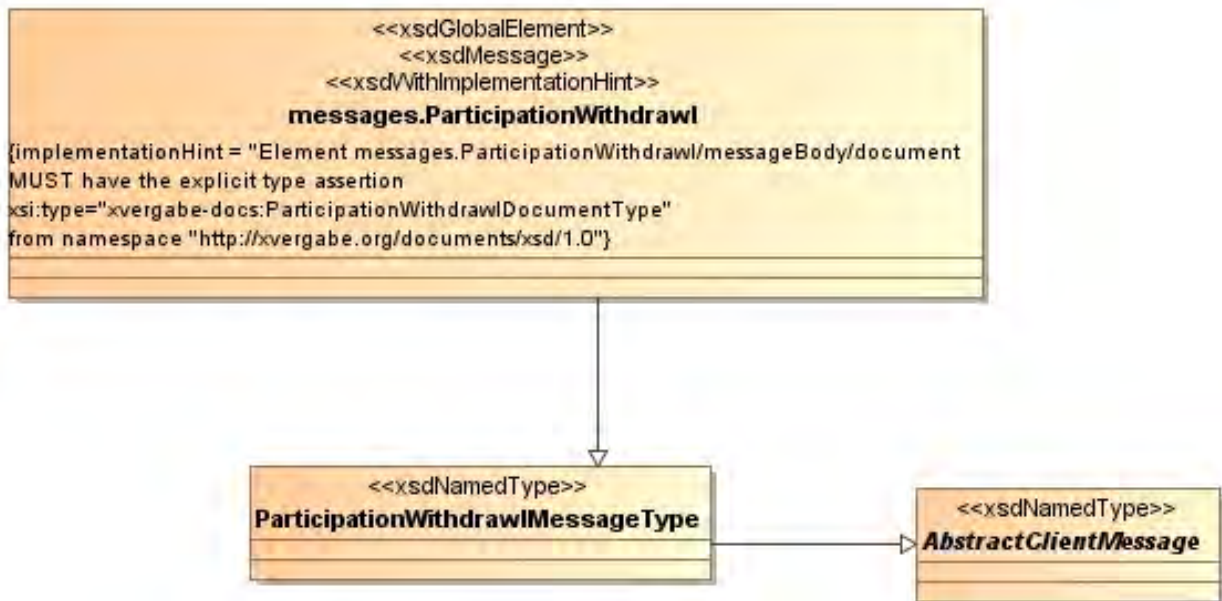 <<xsdGlobalElement>>
<<xsdMessage>>
<<xsdWithImplementationHint>>
messages.ParticipationWithdrawl
{implementationHint = "Element messages.ParticipationWithdrawl/messageBody/document
MUST have the explicit type assertion
xsi:type="xvergabe-docs:ParticipationWithdrawlDocumentType"
from namespace "http://xvergabe.org/documents/xsd/1.0"}
<<xsdNamedType>>
ParticipationWithdrawlMessageType
<<xsdNamedType>>
AbstractClientMessage